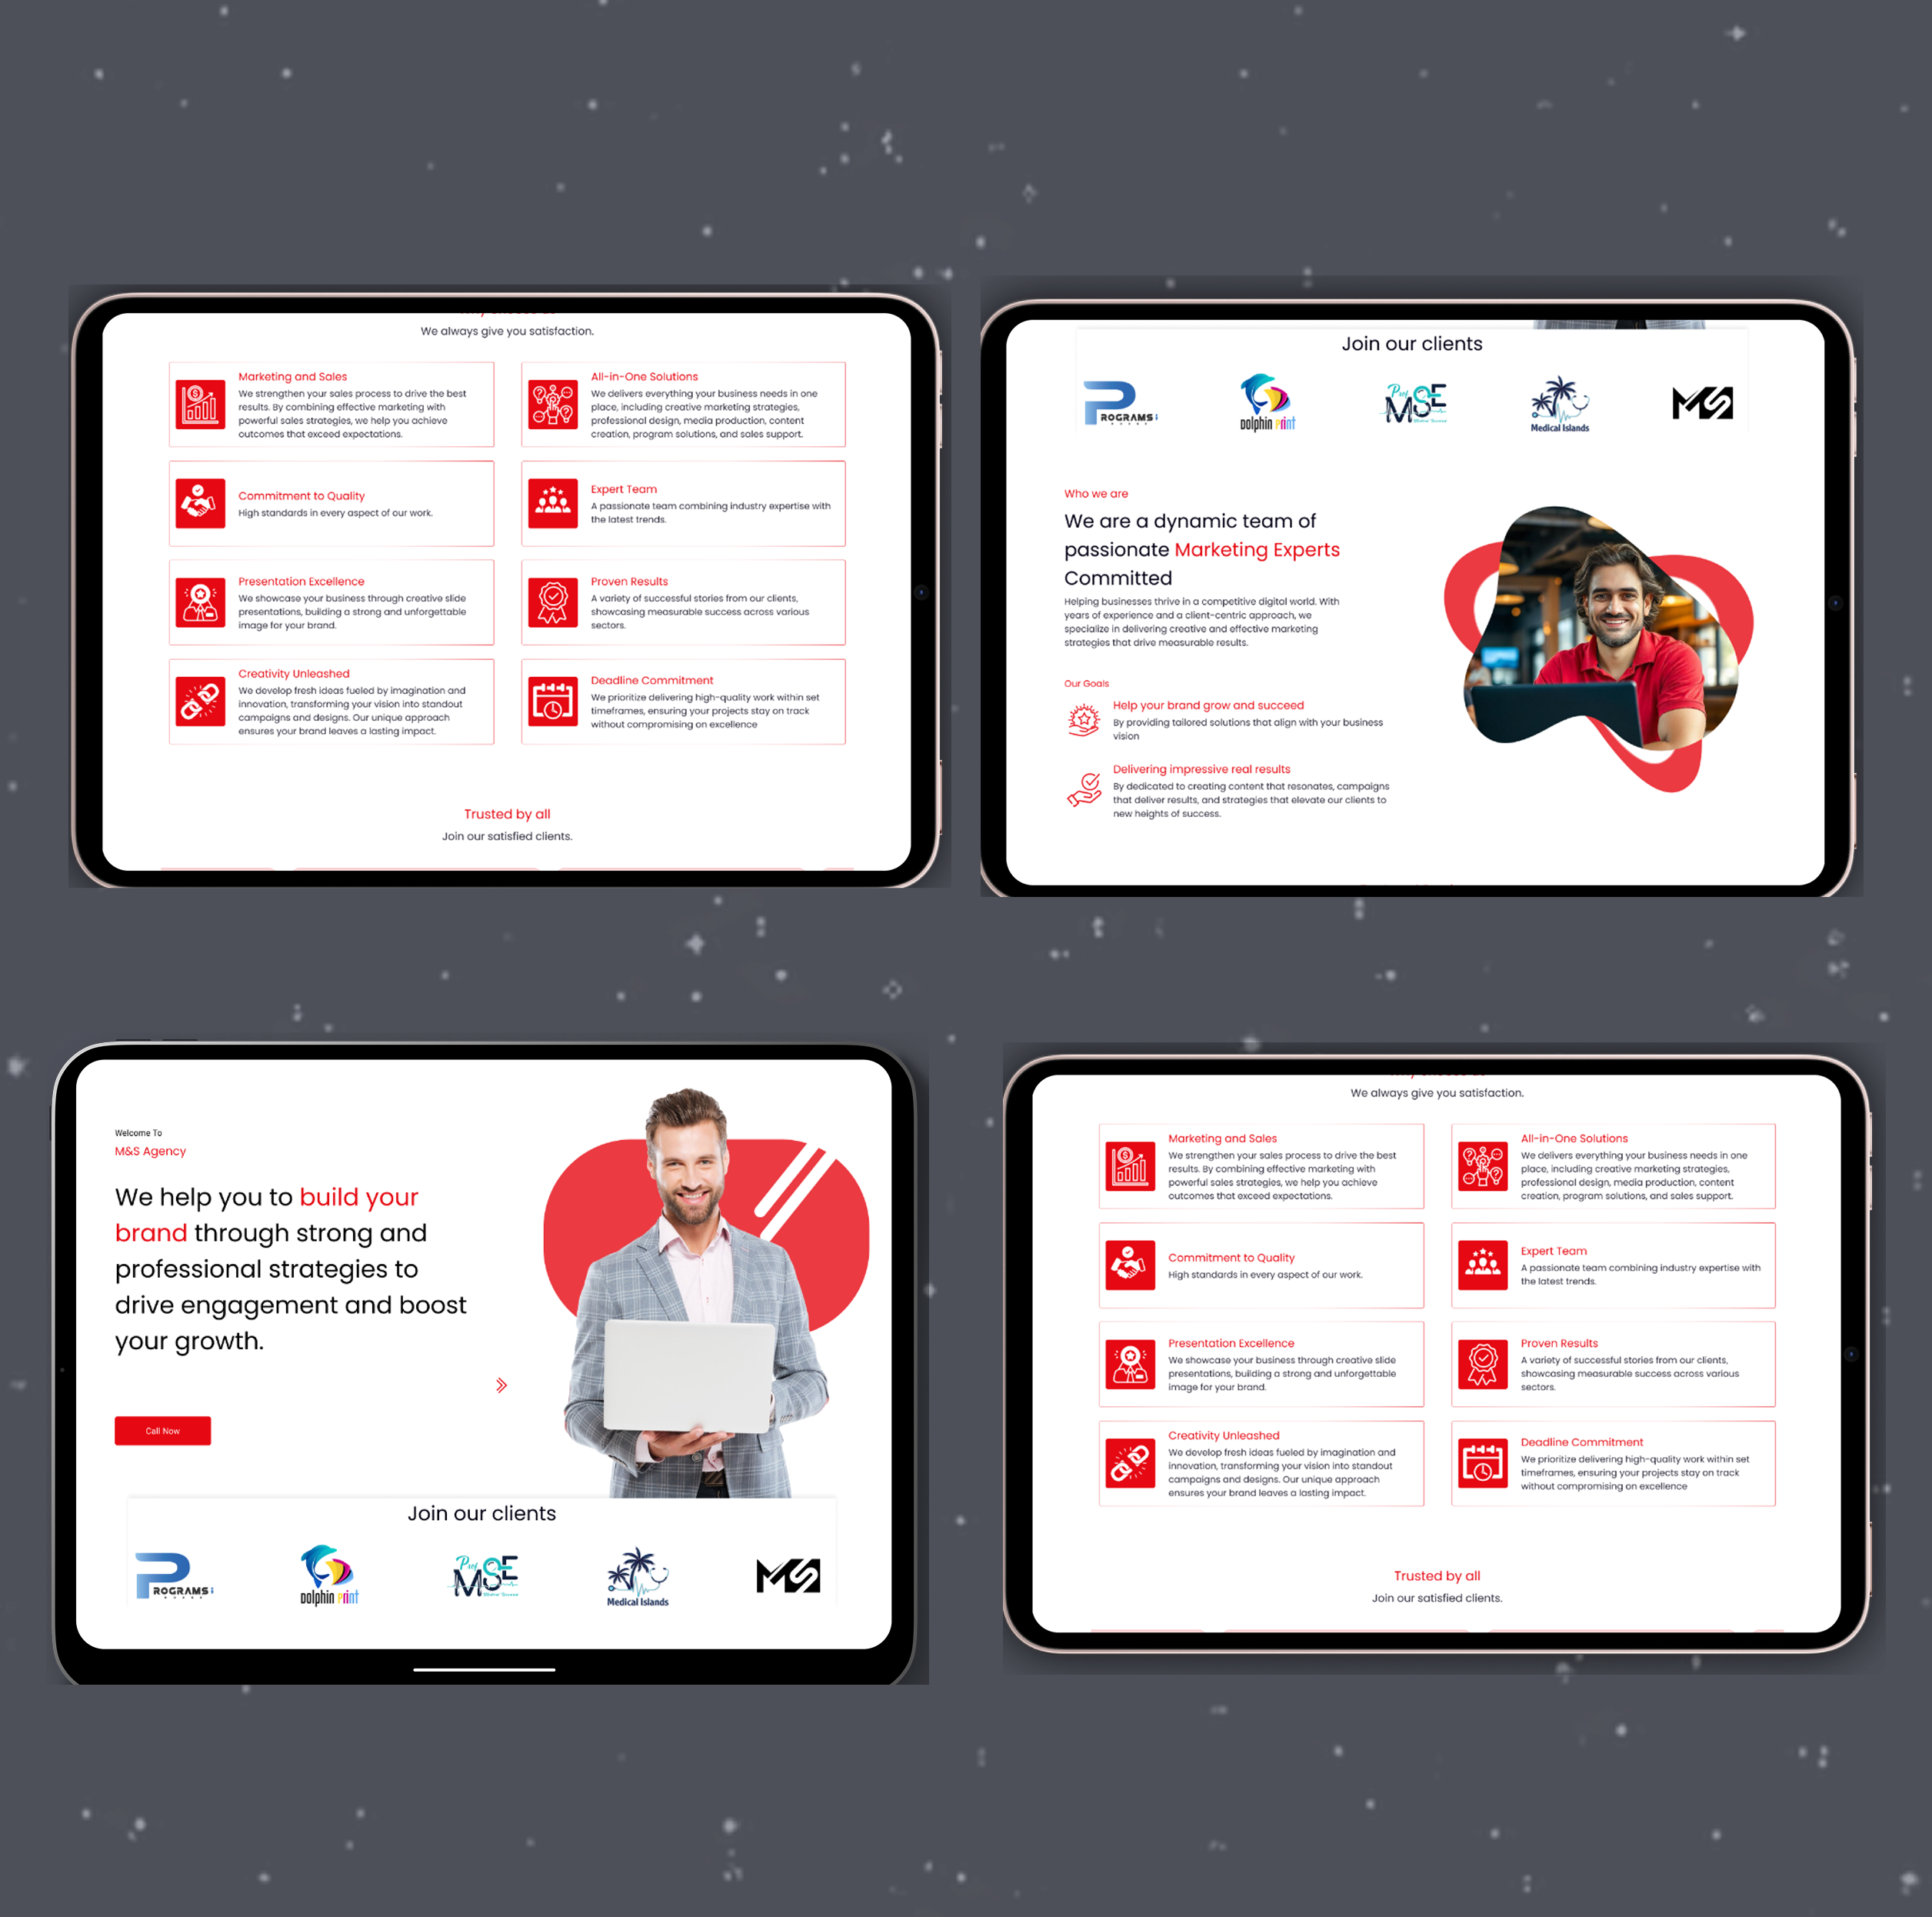 We always give you satisfaction.
Marketing and Sales
We strengthen your sales process to drive the best
results. By combining effective marketing with
powerful sales strategies, we help you achieve
outcomes that exceed expectations.
All-in-One Solutions
We delivers everything your business needs in one
place, including creative marketing strategies,
professional design, media production, content
creation, program solutions, and sales support.
Commitment to Quality
High standards in every aspect of our work.
Expert Team
A passionate team combining industry expertise with
the latest trends.
Presentation Excellence
We showcase your business through creative slide
presentations, building a strong and unforgettable
image for your brand.
Proven Results
A variety of successful stories from our clients,
showcasing measurable success across various
sectors.
Creativity Unleashed
We develop fresh ideas fueled by imagination and
innovation, transforming your vision into standout
campaigns and designs. Our unique approach
ensures your brand leaves a lasting impact.
Deadline Commitment
We prioritize delivering high-quality work within set
timeframes, ensuring your projects stay on track
without compromising on excellence
Trusted by all
Join our satisfied clients.
Join our clients
PROGRAMS
Dolphin Print
Prof MSE
Medical Islands
MS
Who we are
We are a dynamic team of
passionate Marketing Experts
Committed
Helping businesses thrive in a competitive digital world. With
years of experience and a client-centric approach, we
specialize in delivering creative and effective marketing
strategies that drive measurable results.
Our Goals
Help your brand grow and succeed
By providing tailored solutions that align with your business
vision
Delivering impressive real results
By dedicated to creating content that resonates, campaigns
that deliver results, and strategies that elevate our clients to
new heights of success.
Welcome To
M&S Agency
We help you to build your
brand through strong and
professional strategies to
drive engagement and boost
your growth.
Call Now
Join our clients
PROGRAMS
Dolphin Print
Prof MSE
Medical Islands
MS
We always give you satisfaction.
Marketing and Sales
We strengthen your sales process to drive the best
results. By combining effective marketing with
powerful sales strategies, we help you achieve
outcomes that exceed expectations.
All-in-One Solutions
We delivers everything your business needs in one
place, including creative marketing strategies,
professional design, media production, content
creation, program solutions, and sales support.
Commitment to Quality
High standards in every aspect of our work.
Expert Team
A passionate team combining industry expertise with
the latest trends.
Presentation Excellence
We showcase your business through creative slide
presentations, building a strong and unforgettable
image for your brand.
Proven Results
A variety of successful stories from our clients,
showcasing measurable success across various
sectors.
Creativity Unleashed
We develop fresh ideas fueled by imagination and
innovation, transforming your vision into standout
campaigns and designs. Our unique approach
ensures your brand leaves a lasting impact.
Deadline Commitment
We prioritize delivering high-quality work within set
timeframes, ensuring your projects stay on track
without compromising on excellence
Trusted by all
Join our satisfied clients.